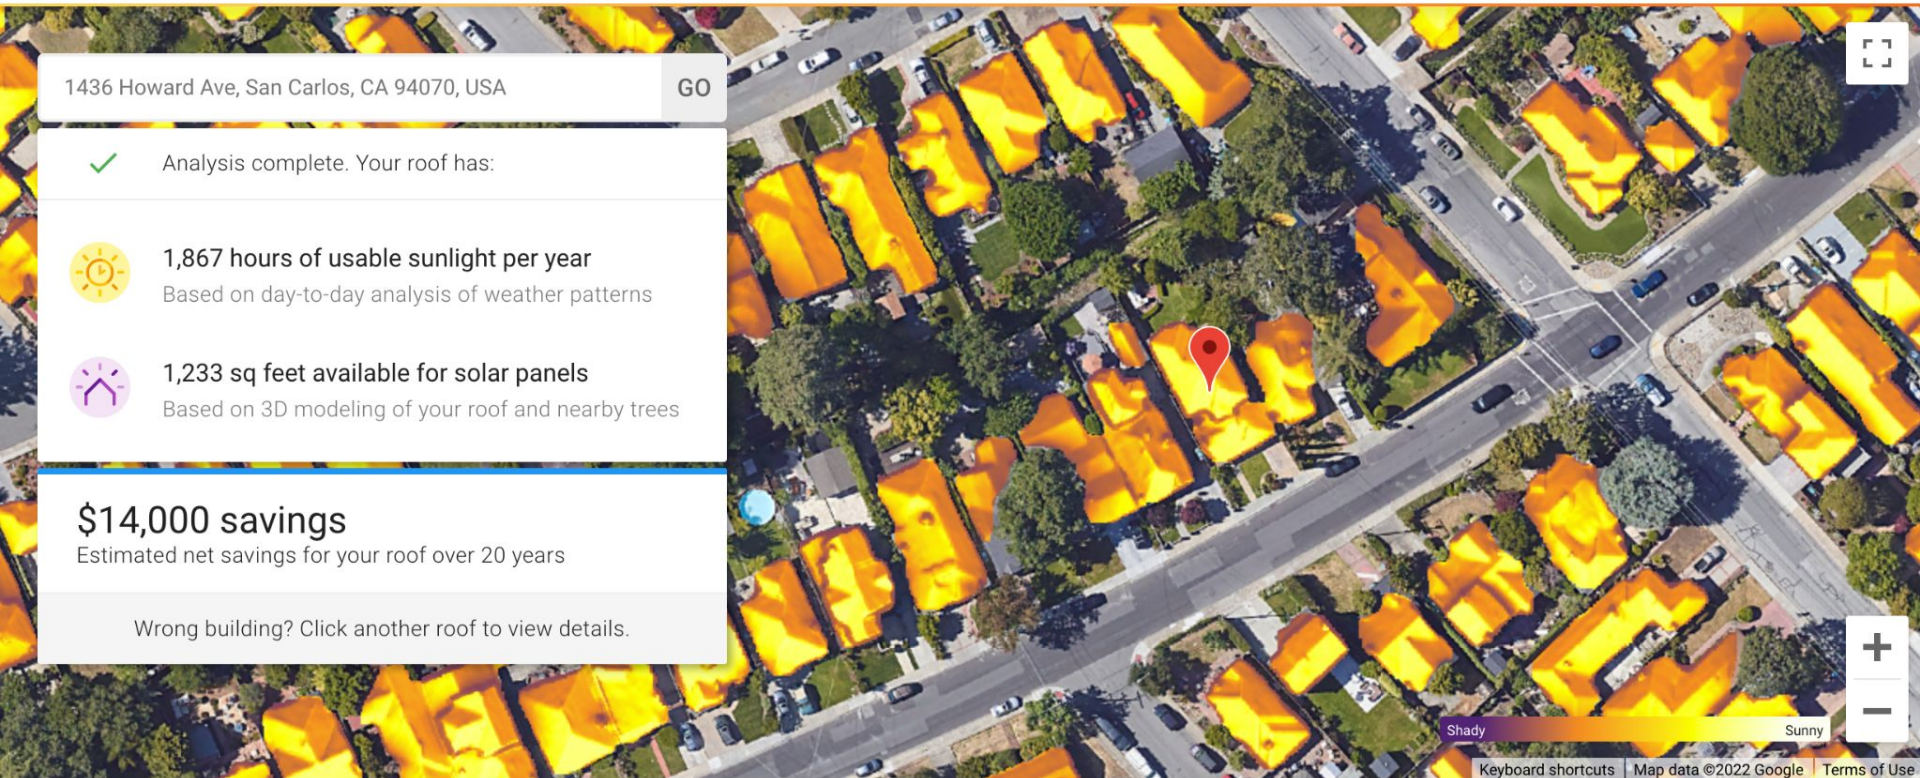 1436 Howard Ave, San Carlos, CA 94070, USA
GO
Analysis complete. Your roof has:
1,867 hours of usable sunlight per year
Based on day-to-day analysis of weather patterns
1,233 sq feet available for solar panels
Based on 3D modeling of your roof and nearby trees
$14,000 savings
Estimated net savings for your roof over 20 years
Wrong building? Click another roof to view details.
Shady
Sunny
Keyboard shortcuts
Map data ©2022 Google
Terms of Use